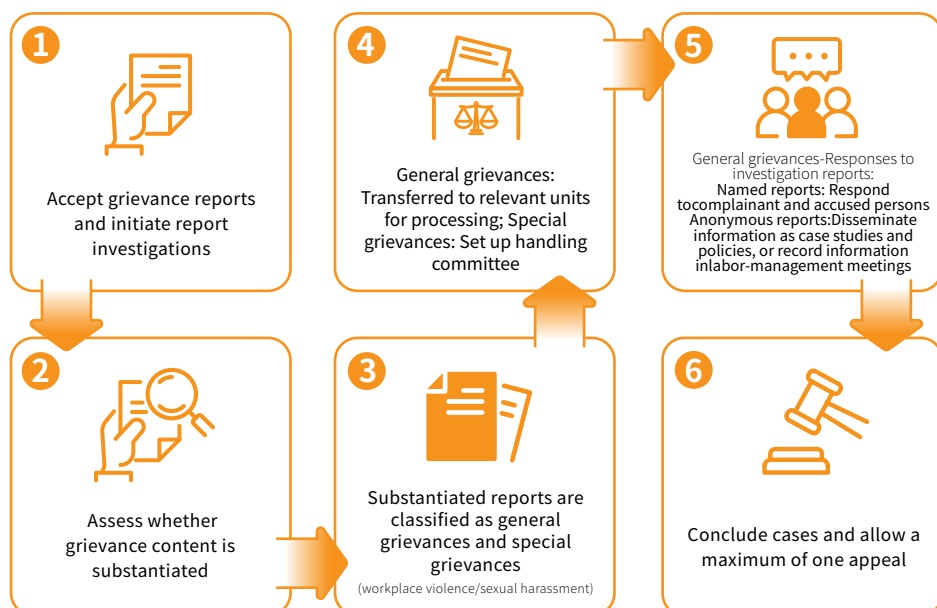 1
Accept grievance reports
and initiate report
investigations
2
Assess whether
grievance content is
substantiated
3
Substantiated reports are
classified as general
grievances and special
grievances
(workplace violence/sexual harassment)
4
General grievances:
Transferred to relevant units
for processing; Special
grievances: Set up handling
committee
5
General grievances-Responses to
investigation reports:
Named reports: Respond
tocomplainant and accused persons
Anonymous reports:Disseminate
information as case studies and
policies, or record information
inlabor-management meetings
6
Conclude cases and allow a
maximum of one appeal